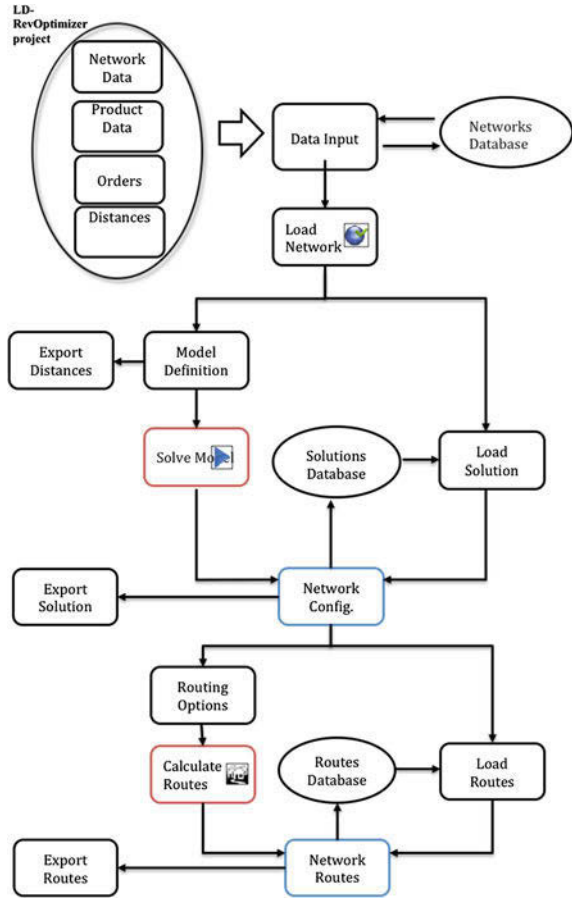 LD-
RevOptimizer
project
Network
Data
Product
Data
Orders
Distances
Data Input
Networks
Database
Load
Network
Export
Distances
Model
Definition
Solve Model
Solutions
Database
Load
Solution
Export
Solution
Network
Config.
Routing
Options
Calculate
Routes
Routes
Database
Load
Routes
Export
Routes
Network
Routes